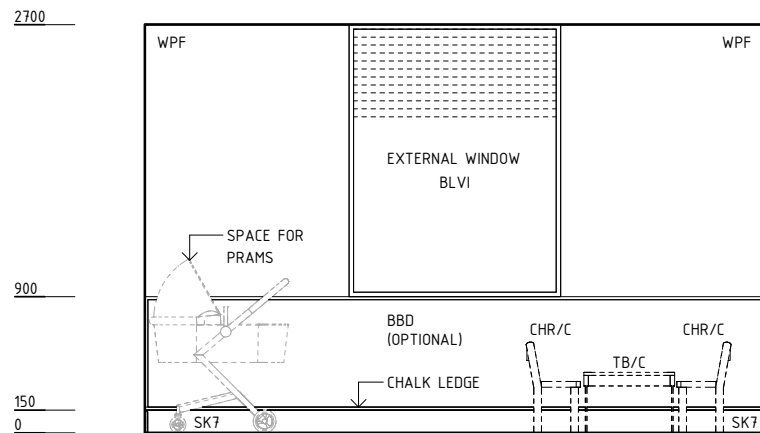 2700
WPF
WPF
EXTERNAL WINDOW
BLVI
SPACE FOR
PRAMS
900
BBD
(OPTIONAL)
CHR/C
CHR/C
TB/C
CHALK LEDGE
150
SK7
SK7
0